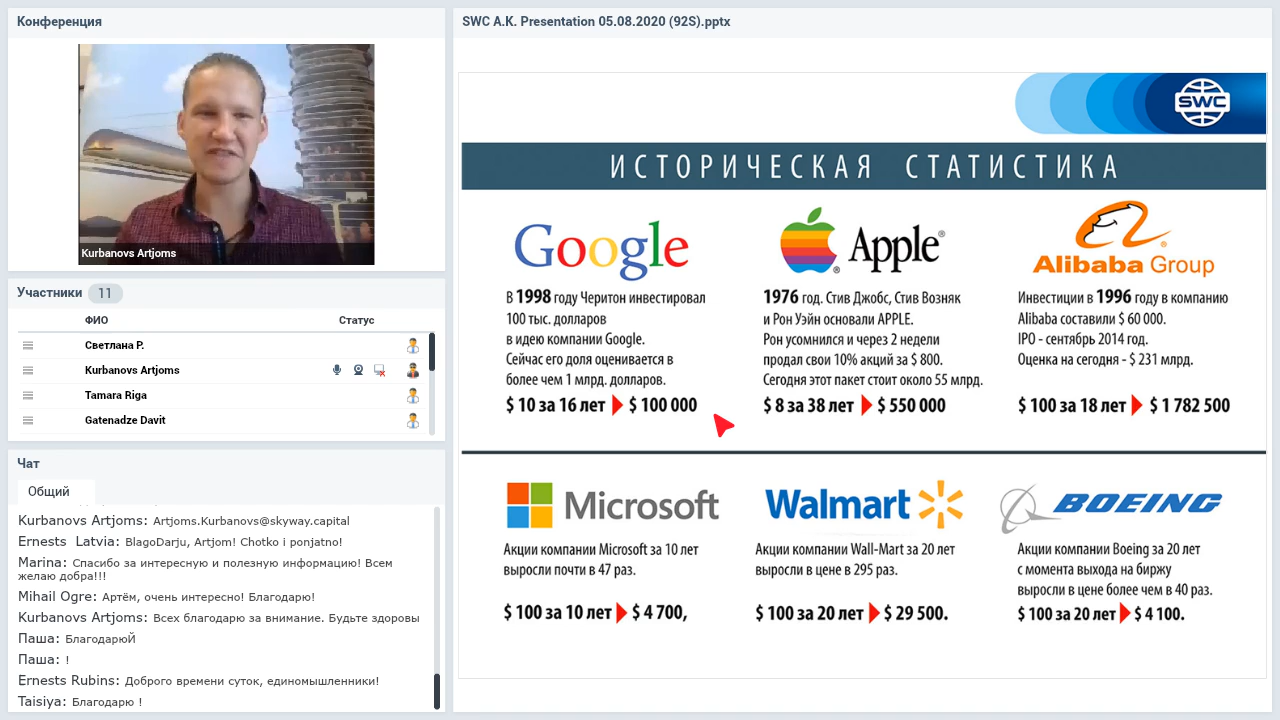 Конференция
Kurbanovs Artjoms
Участники 11
ФИО Статус
Светлана Р.
Kurbanovs Artjoms
Tamara Riga
Gatenadze Davit
Чат
Общий
Kurbanovs Artjoms: Artjoms.Kurbanovs@skyway.capital
Ernests Latvia: BlagoDarju, Artjom! Chotko i ponjatno!
Marina: Спасибо за интересную и полезную информацию! Всем
желаю добра!!!
Mihail Ogre: Артём, очень интересно! Благодарю!
Kurbanovs Artjoms: Всех благодарю за внимание. Будьте здоровы
Паша: БлагодарюЙ
Паша: !
Ernests Rubins: Доброго времени суток, единомышленники!
Taisiya: Благодарю !
SWC A.K. Presentation 05.08.2020 (92S).pptx
SWC
ИСТОРИЧЕСКАЯ СТАТИСТИКА
Google
В 1998 году Черитон инвестировал
100 тыс. долларов
в идею компании Google.
Сейчас его доля оценивается в
более чем 1 млрд. долларов.
$ 10 за 16 лет $ 100 000
Apple®
1976 год. Стив Джобс, Стив Возняк
и Рон Уэйн основали APPLE.
Рон усомнился и через 2 недели
продал свои 10% акций за $ 800.
Сегодня этот пакет стоит около 55 млрд.
$ 8 за 38 лет $ 550 000
Alibaba Group
Инвестиции в 1996 году в компанию
Alibaba составили $ 60 000.
IPO - сентябрь 2014 год.
Оценка на сегодня - $ 231 млрд.
$ 100 за 18 лет $ 1 782 500
Microsoft
Акции компании Microsoft за 10 лет
выросли почти в 47 раз.
$ 100 за 10 лет $ 4 700,
Walmart
Акции компании Wall-Mart за 20 лет
выросли в цене в 295 раз.
$ 100 за 20 лет $ 29 500.
BOEING
Акции компании Boeing за 20 лет
с момента выхода на биржу
выросли в цене более чем в 40 раз.
$ 100 за 20 лет $ 4 100.